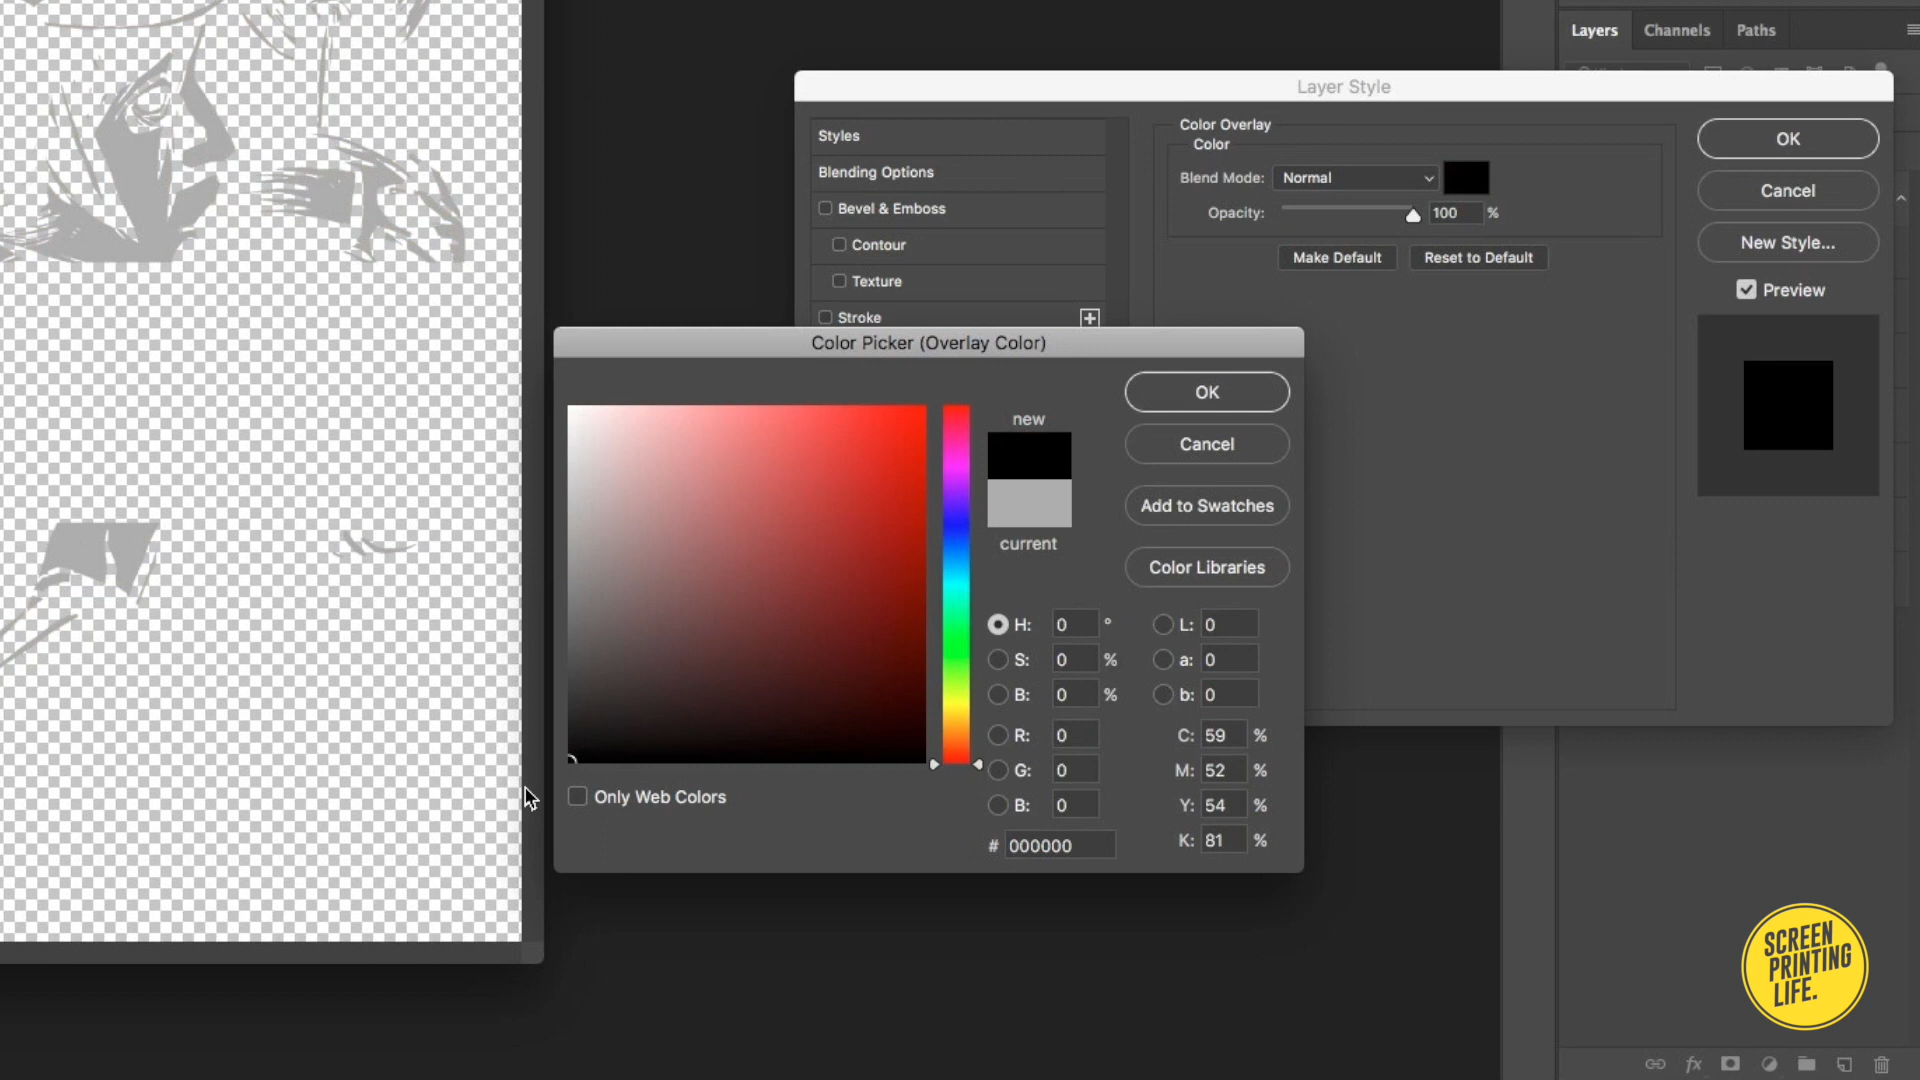 Layers
Channels
Paths
Layer Style
Styles
Blending Options
Bevel & Emboss
Contour
Texture
Stroke
Color Overlay
Color
Blend Mode: Normal
Opacity: 100 %
Make Default
Reset to Default
OK
Cancel
New Style...
Preview
Color Picker (Overlay Color)
new
current
OK
Cancel
Add to Swatches
Color Libraries
H: 0 °
S: 0 %
B: 0 %
R: 0
G: 0
B: 0
# 000000
L: 0
a: 0
b: 0
C: 59 %
M: 52 %
Y: 54 %
K: 81 %
Only Web Colors
SCREEN
PRINTING
LIFE.
fx